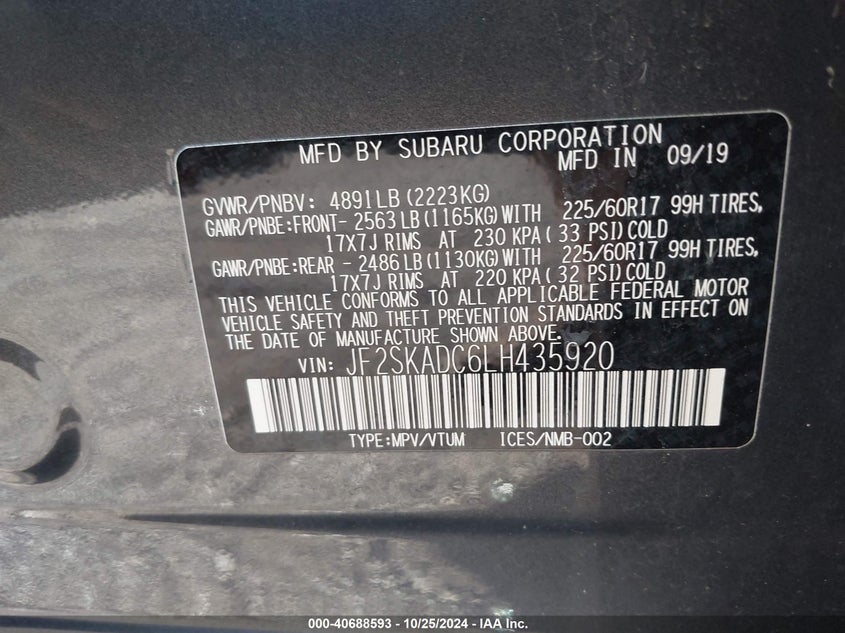 MFD BY SUBARU CORPORATION
MFD IN 09/19
GVWR/PNBV: 4891LB (2223KG)
GAWR/PNBE:FRONT- 2563 LB (1165KG) WITH 225/60R17 99H TIRES,
17X7J RIMS AT 230 KPA ( 33 PSI) COLD
GAWR/PNBE:REAR - 2486 LB (1130KG) WITH 225/60R17 99H TIRES,
17X7J RIMS AT 220 KPA ( 32 PSI) COLD
THIS VEHICLE CONFORMS TO ALL APPLICABLE FEDERAL MOTOR
VEHICLE SAFETY AND THEFT PREVENTION STANDARDS IN EFFECT ON
THE DATE OF MANUFACTURE SHOWN ABOVE.
VIN: JF2SKADC6LH435920
TYPE:MPV/VTUM ICES/NMB-002
000-40688593 - 10/25/2024 - IAA Inc.